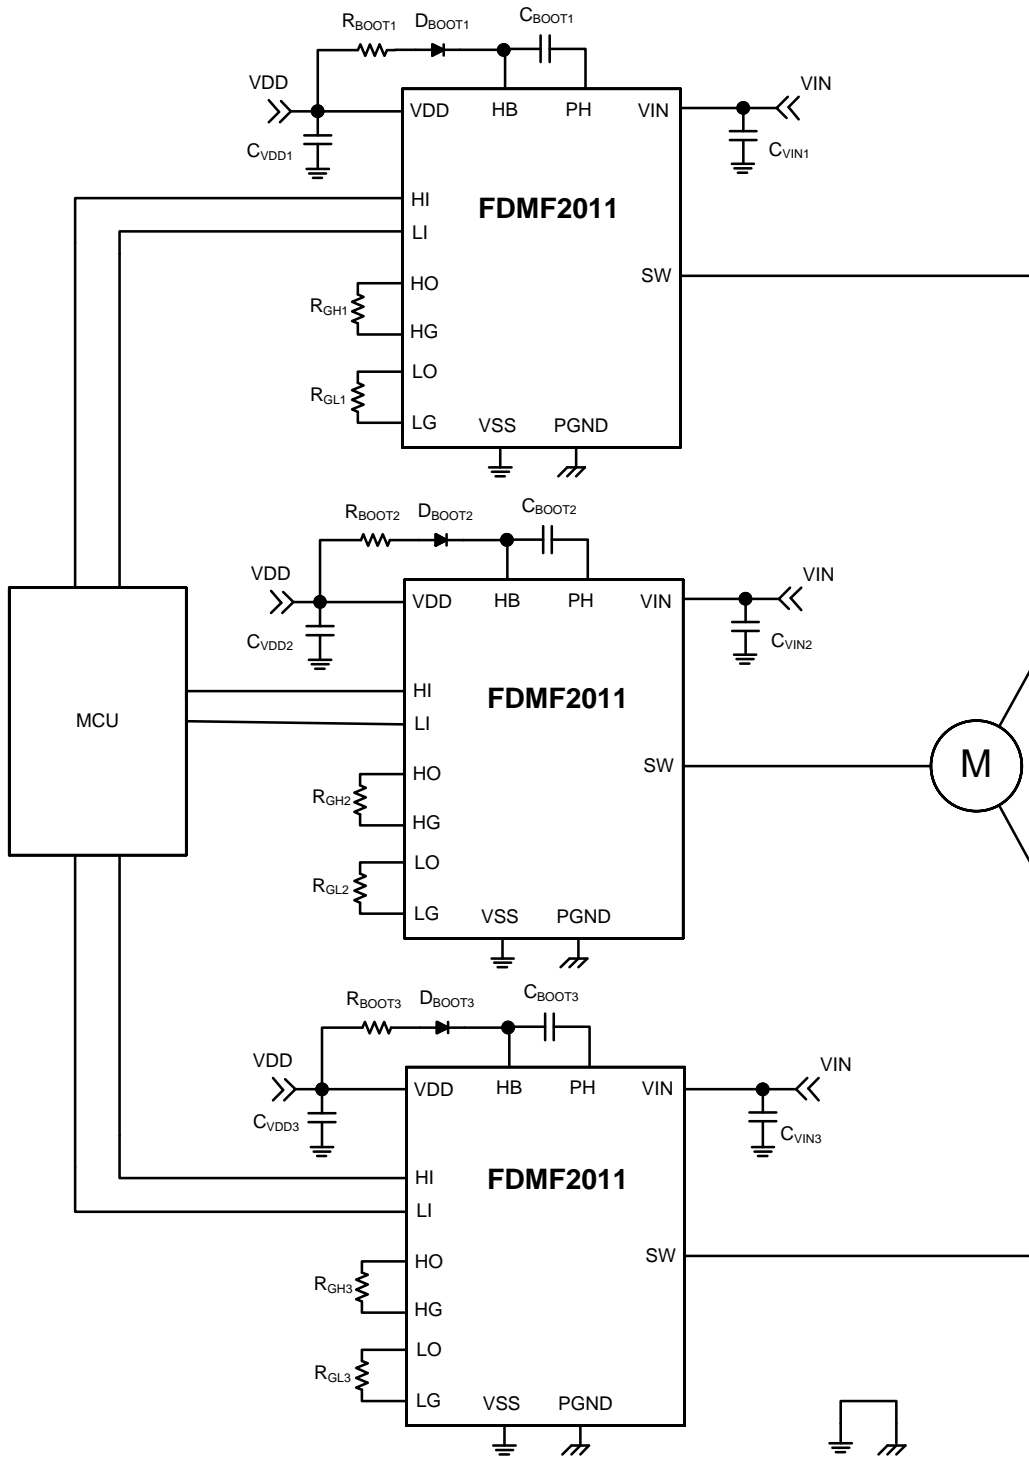 RBOOT1 DBOOT1 CBOOT1
VDD VIN
VDD HB PH VIN
CVDD1 CVIN1
HI
FDMF2011
LI
SW
HO
RGH1
HG
LO
RGL1
LG VSS PGND
RBOOT2 DBOOT2 CBOOT2
VDD VIN
VDD HB PH VIN
CVDD2 CVIN2
HI
FDMF2011
MCU
LI
SW M
HO
RGH2
HG
LO
RGL2
LG VSS PGND
RBOOT3 DBOOT3 CBOOT3
VDD VIN
VDD HB PH VIN
CVDD3 CVIN3
HI
FDMF2011
LI
SW
HO
RGH3
HG
LO
RGL3
LG VSS PGND